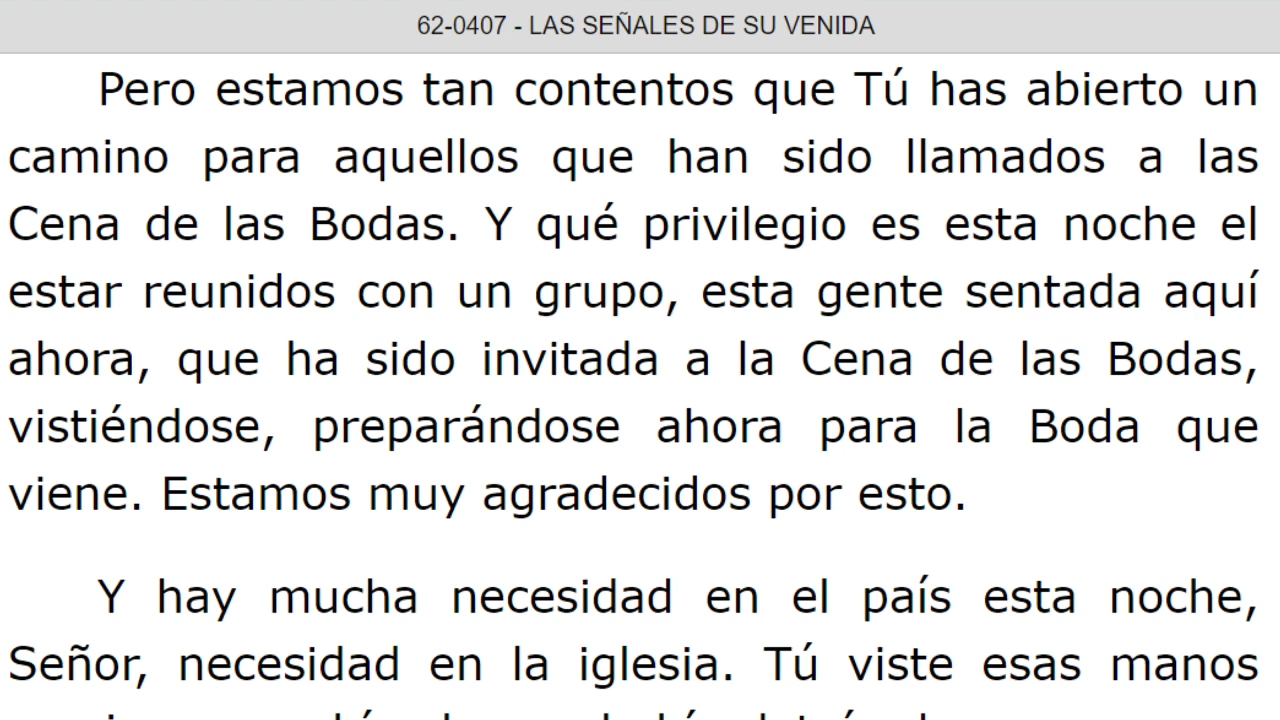 62-0407 - LAS SEÑALES DE SU VENIDA
Pero estamos tan contentos que Tú has abierto un
camino para aquellos que han sido llamados a las
Cena de las Bodas. Y qué privilegio es esta noche el
estar reunidos con un grupo, esta gente sentada aquí
ahora, que ha sido invitada a la Cena de las Bodas,
vistiéndose, preparándose ahora para la Boda que
viene. Estamos muy agradecidos por esto.
Y hay mucha necesidad en el país esta noche,
Señor, necesidad en la iglesia. Tú viste esas manos